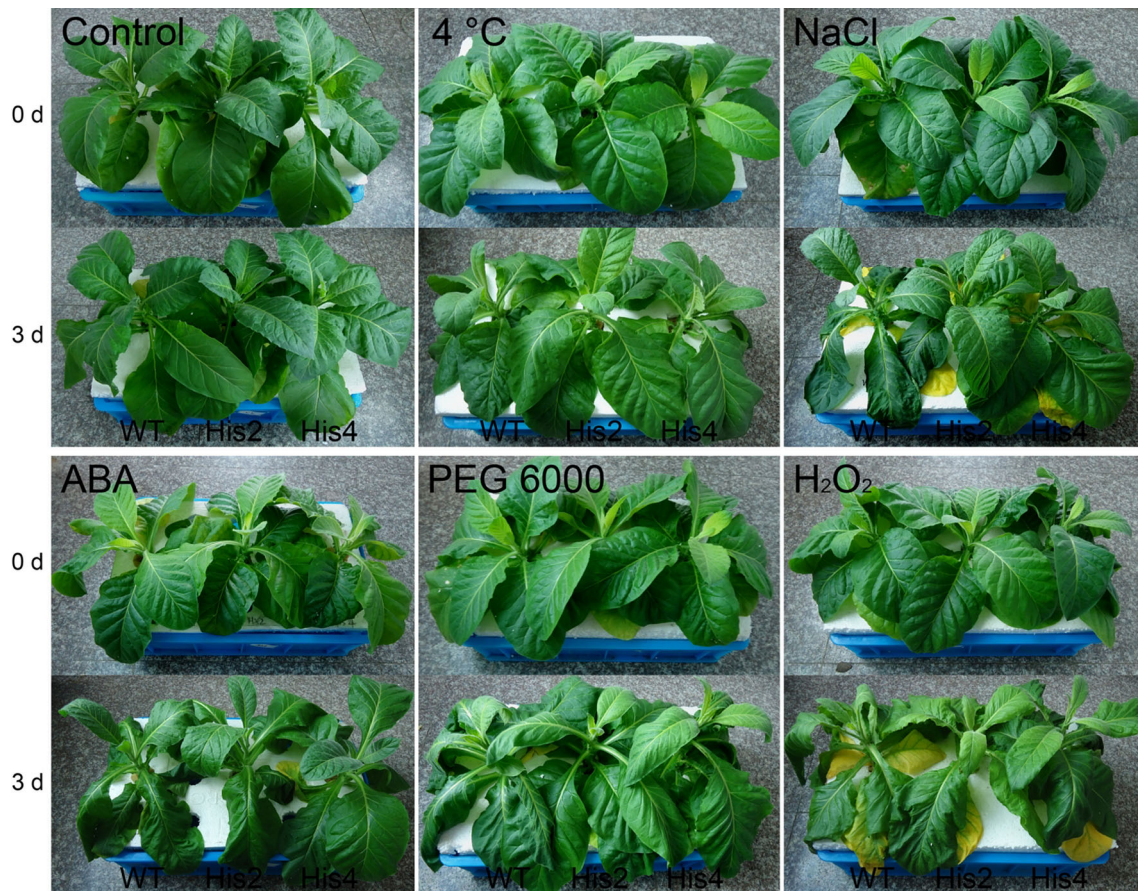 Control
4 °C
NaCl
0 d
3 d
WT His2 His4
WT His2 His4
WT His2 His4
ABA
PEG 6000
H₂O₂
0 d
3 d
WT His2 His4
WT His2 His4
WT His2 His4